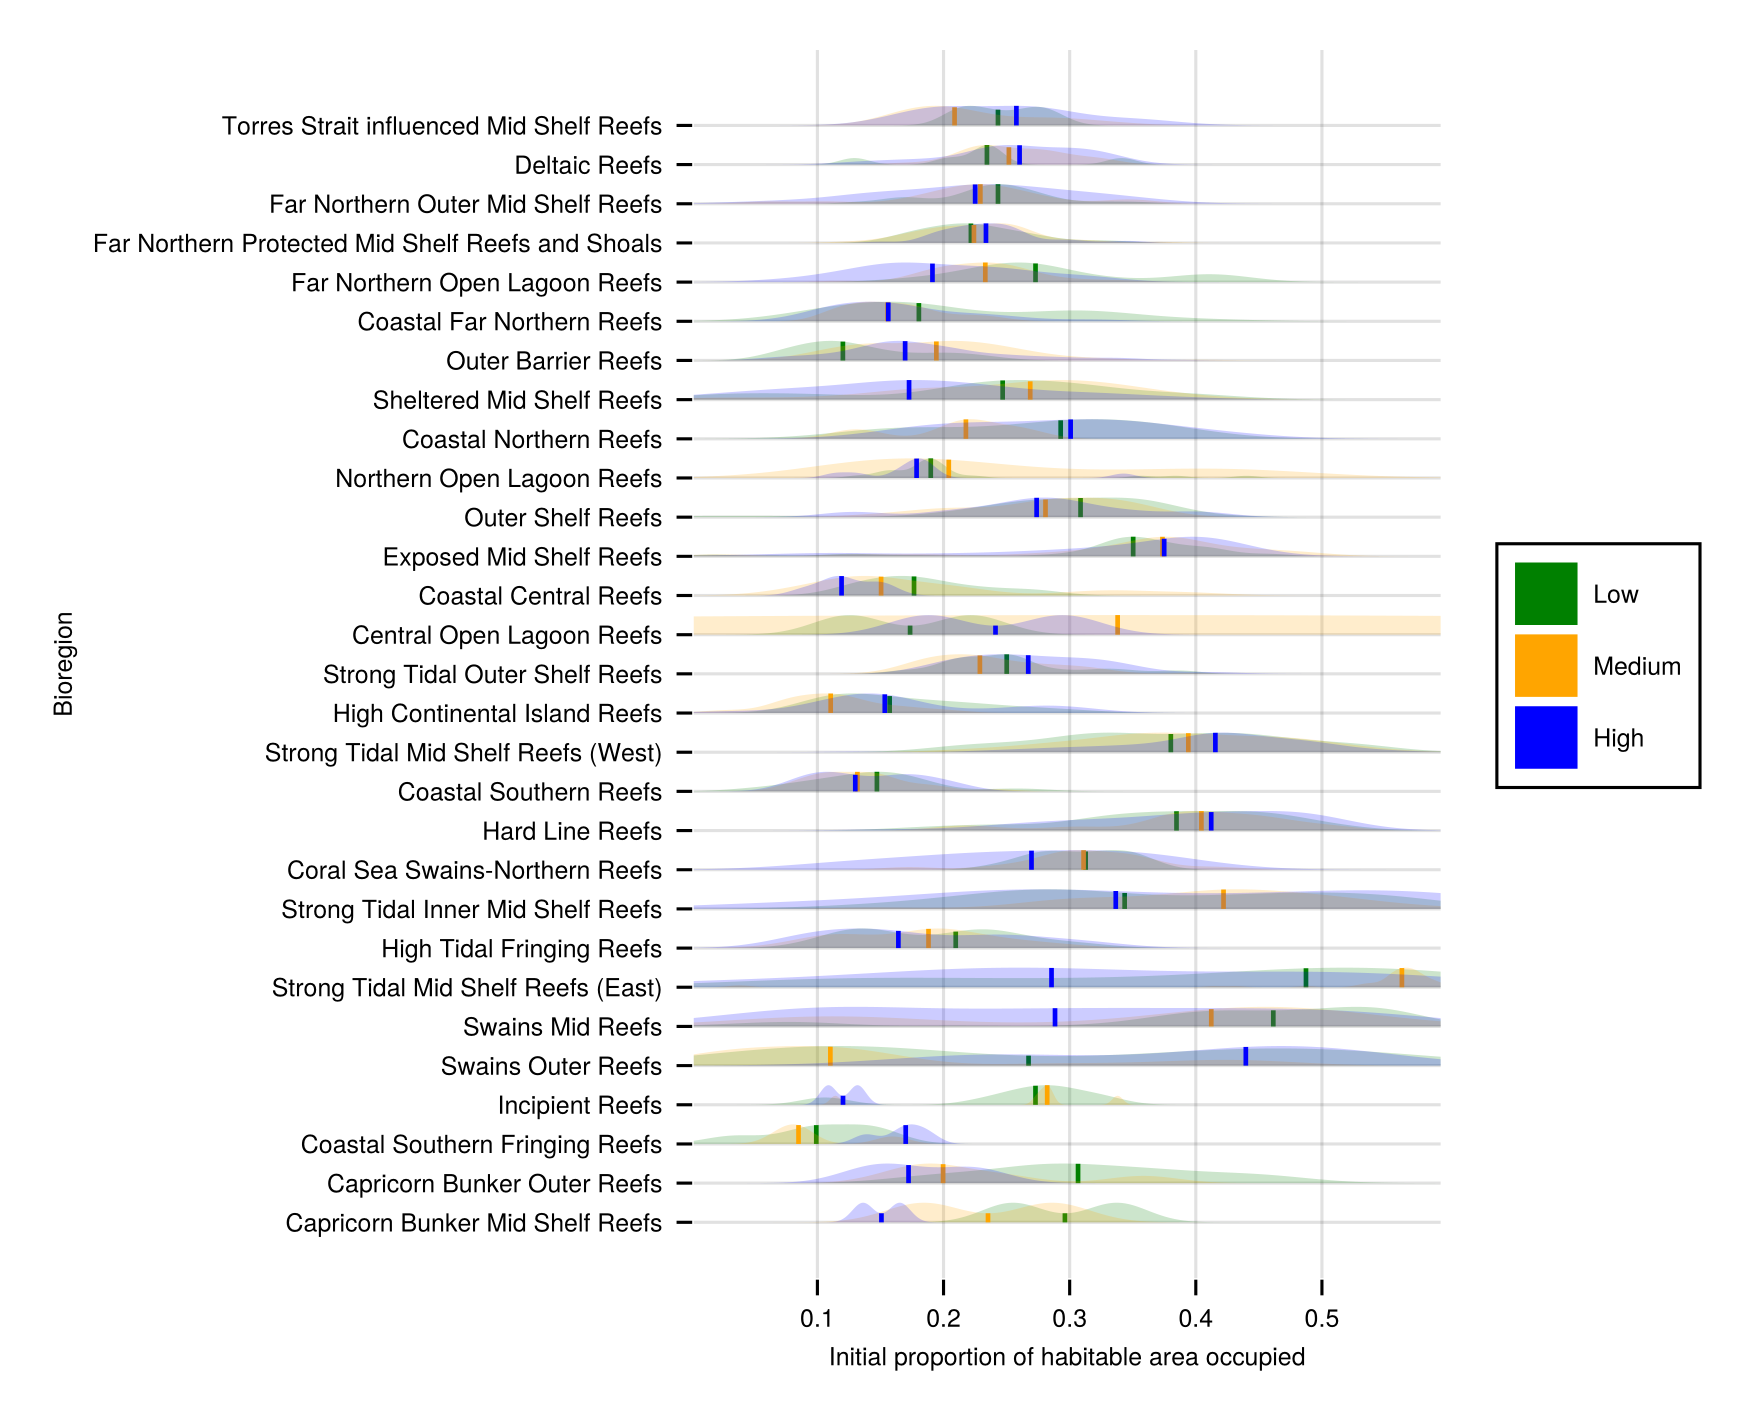 Torres Strait influenced Mid Shelf Reefs
Deltaic Reefs
Far Northern Outer Mid Shelf Reefs
Far Northern Protected Mid Shelf Reefs and Shoals
Far Northern Open Lagoon Reefs
Coastal Far Northern Reefs
Outer Barrier Reefs
Sheltered Mid Shelf Reefs
Coastal Northern Reefs
Northern Open Lagoon Reefs
Outer Shelf Reefs
Exposed Mid Shelf Reefs
Coastal Central Reefs
Central Open Lagoon Reefs
Strong Tidal Outer Shelf Reefs
High Continental Island Reefs
Strong Tidal Mid Shelf Reefs (West)
Coastal Southern Reefs
Hard Line Reefs
Coral Sea Swains-Northern Reefs
Strong Tidal Inner Mid Shelf Reefs
High Tidal Fringing Reefs
Strong Tidal Mid Shelf Reefs (East)
Swains Mid Reefs
Swains Outer Reefs
Incipient Reefs
Coastal Southern Fringing Reefs
Capricorn Bunker Outer Reefs
Capricorn Bunker Mid Shelf Reefs
Bioregion
0.1 0.2 0.3 0.4 0.5
Initial proportion of habitable area occupied
Low
Medium
High